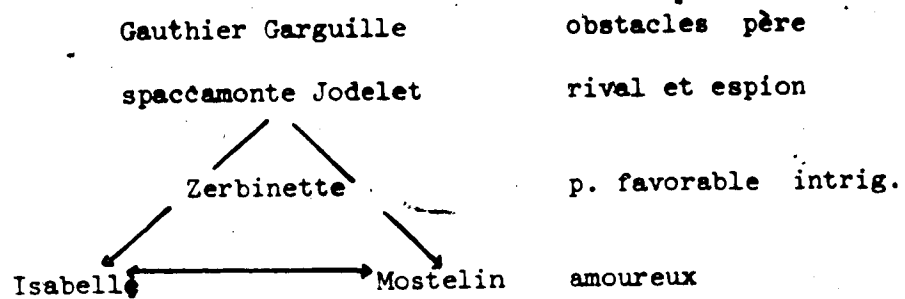 Gauthier Garguille obstacles père
spaccamonte Jodelet rival et espion
Zerbinette p. favorable intrig.
Isabelle Mostelin amoureux